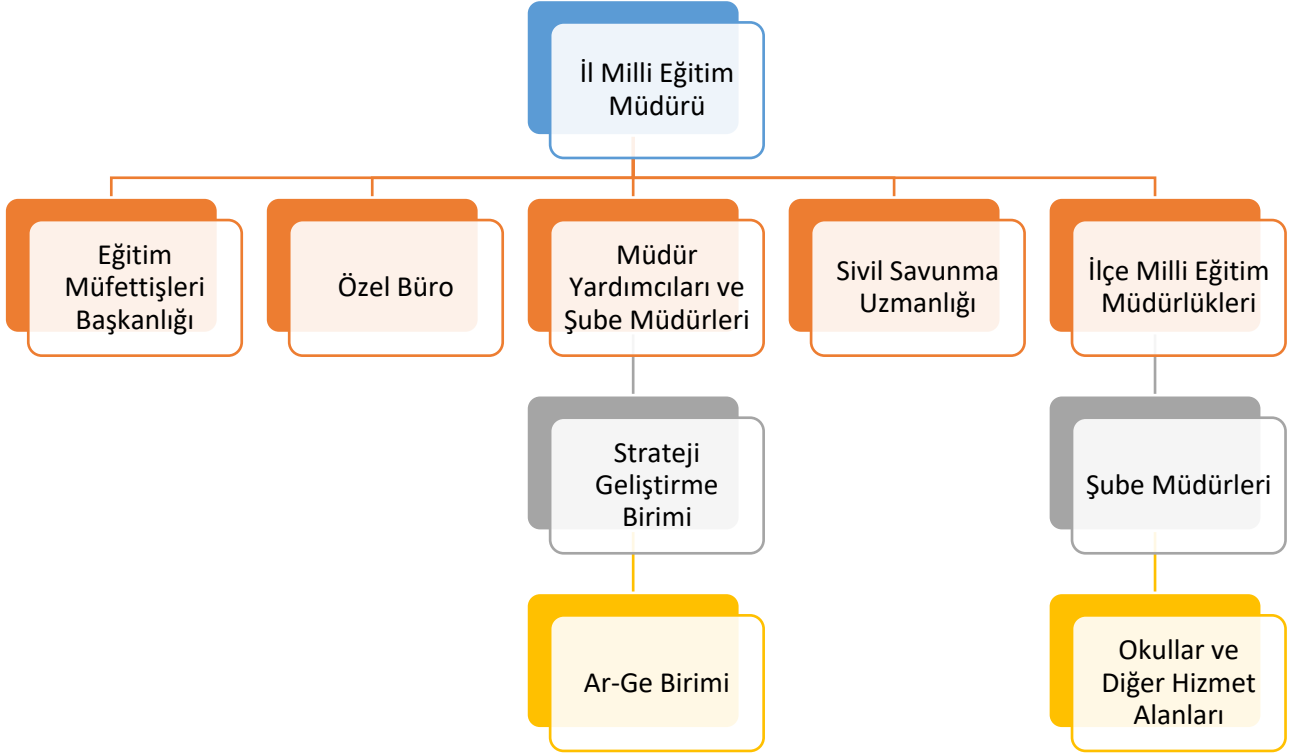 İl Milli Eğitim
Müdürü
Eğitim
Müfettişleri
Başkanlığı
Özel Büro
Müdür
Yardımcıları ve
Şube Müdürleri
Sivil Savunma
Uzmanlığı
İlçe Milli Eğitim
Müdürlükleri
Strateji
Geliştirme
Birimi
Şube Müdürleri
Ar-Ge Birimi
Okullar ve
Diğer Hizmet
Alanları